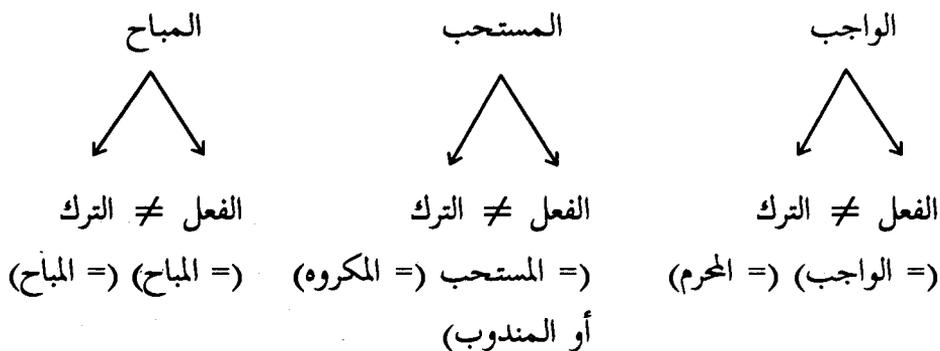 الواجب المستحب المباح
الفعل ≠ الترك الفعل ≠ الترك الفعل ≠ الترك
(= الواجب) (= المحرم) (= المستحب (= المكروه) (= المباح) (= المباح)
أو المندوب)